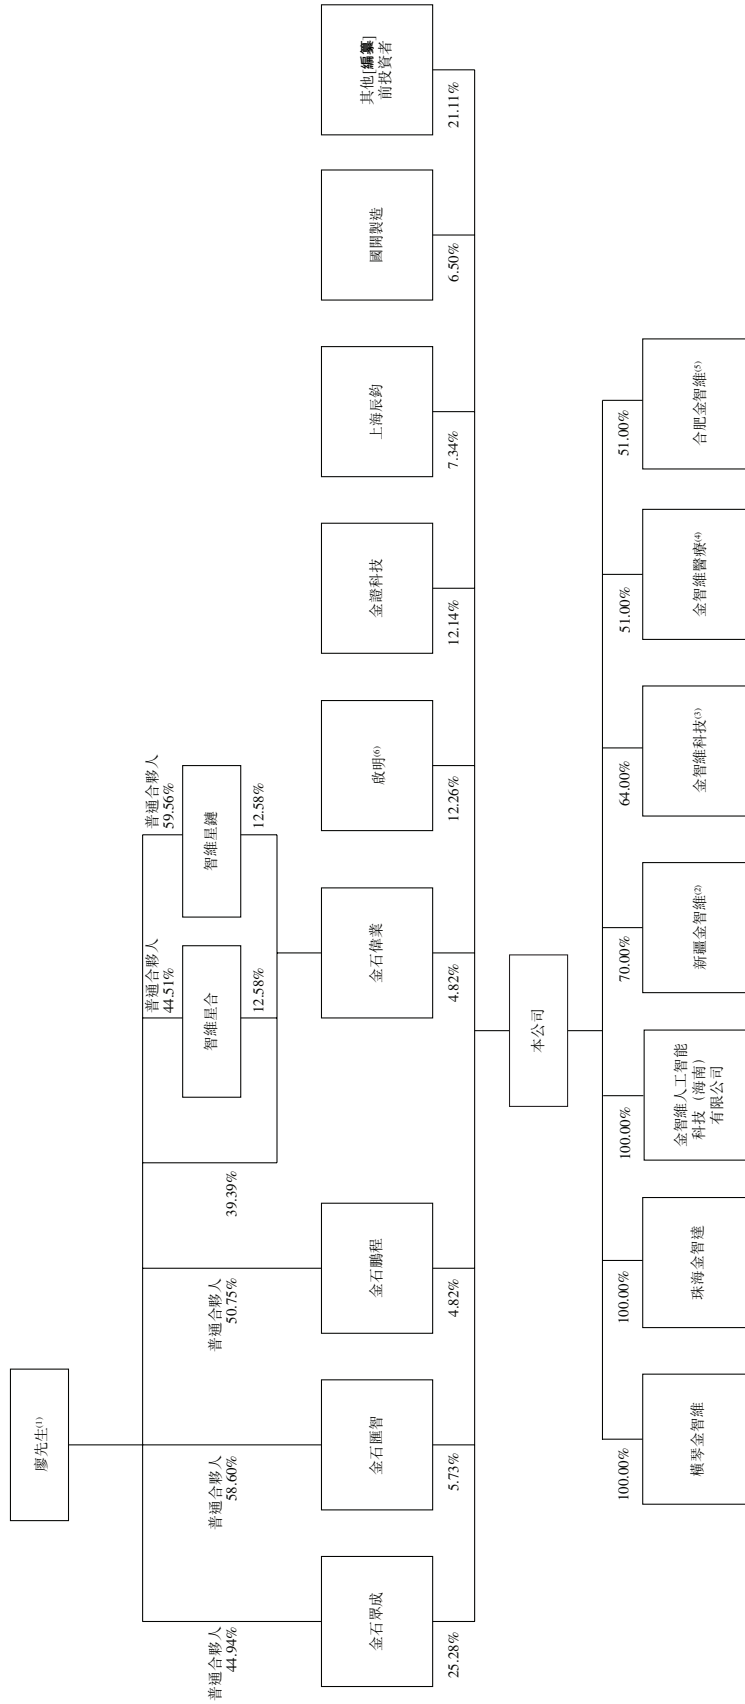 廖先生(1)
普通合夥人
44.94%
普通合夥人
58.60%
普通合夥人
50.75%
39.39%
普通合夥人
44.51%
普通合夥人
59.56%
智維星合
智維星鏈
12.58%
12.58%
金石眾成
金石匯智
金石鵬程
金石偉業
啟明(6)
金證科技
上海辰鈞
國開製造
其他[編纂]
前投資者
25.28%
5.73%
4.82%
4.82%
12.26%
12.14%
7.34%
6.50%
21.11%
本公司
100.00%
100.00%
100.00%
70.00%
64.00%
51.00%
51.00%
橫琴金智維
珠海金智達
金智維人工智能
科技（海南）
有限公司
新疆金智維(2)
金智維科技(3)
金智維醫療(4)
合肥金智維(5)